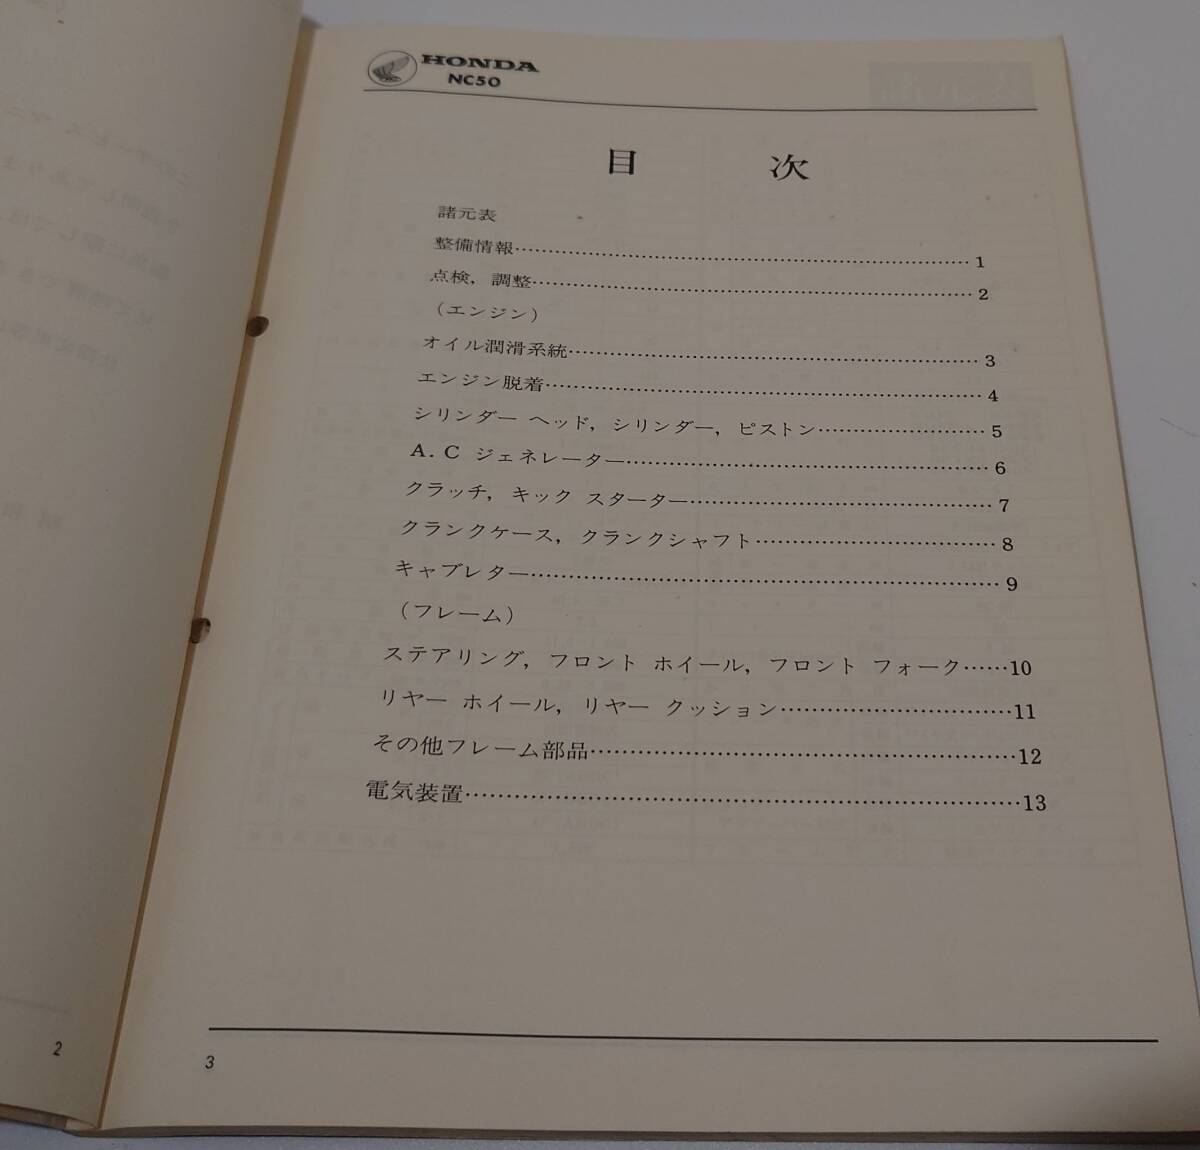 HONDA
NC50
目 次
諸元表
整備情報……………………………………………………1
点検，調整…………………………………………………2
（エンジン）
オイル潤滑系統……………………………………………3
エンジン脱着………………………………………………4
シリンダー ヘッド，シリンダー，ピストン……………………5
A．C ジェネレーター………………………………………6
クラッチ，キック スターター………………………………7
クランクケース，クランクシャフト…………………………8
キャブレター………………………………………………9
（フレーム）
ステアリング，フロント ホイール，フロント フォーク……10
リヤー ホイール，リヤー クッション………………………11
その他フレーム部品………………………………………12
電気装置……………………………………………………13
2
3